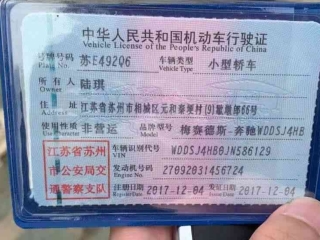 中华人民共和国机动车行驶证
Vehicle License of the People's Republic of China
号牌号码 苏E492Q6 车辆类型 小型轿车
Plate No. Vehicle Type
所有人 陆琪
Owner
住址 江苏省苏州市相城区元和秦埂村(9)
Address
使用性质 非营运 品牌型号 梅赛德斯-奔驰WDDSJ4HB
Use Character Model
江苏省苏州
市公安局交
通警察支队
车辆识别代号 WDDSJ4HB0JN586129
VIN
发动机号码 27092031456724
Engine No.
注册日期 2017-12-04 发证日期 2017-12-04
Register Date Issue Date